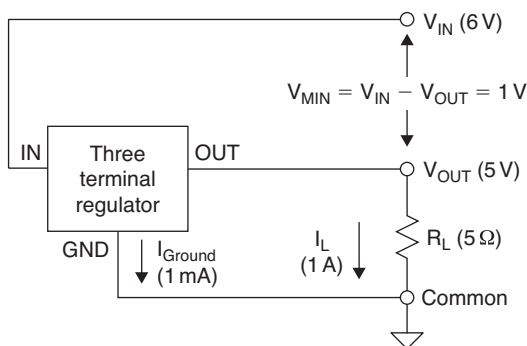 V_IN (6 V)
V_MIN = V_IN − V_OUT = 1 V
IN
Three
terminal
regulator
OUT
V_OUT (5 V)
GND
I_Ground
(1 mA)
I_L
(1 A)
R_L (5 Ω)
Common